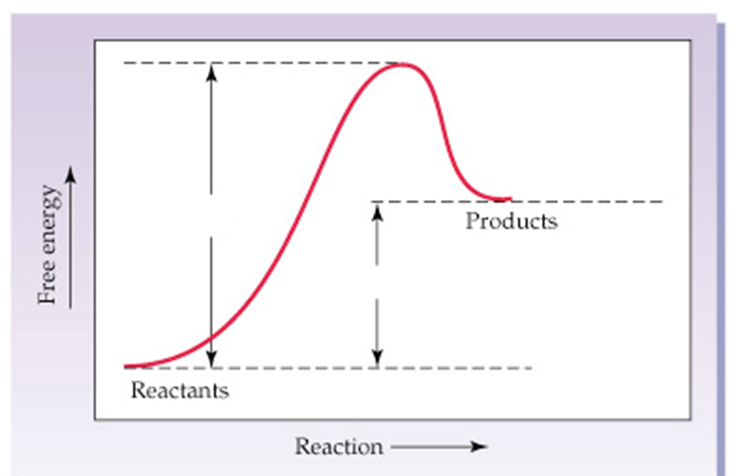 Free energy
Products
Reactants
Reaction